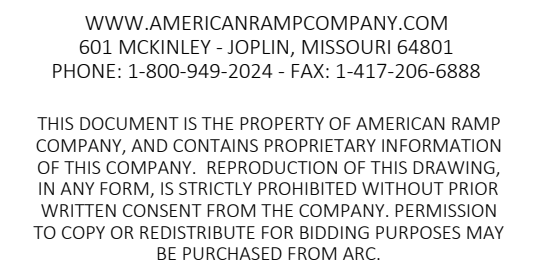 WWW.AMERICANRAMPCOMPANY.COM
601 MCKINLEY - JOPLIN, MISSOURI 64801
PHONE: 1-800-949-2024 - FAX: 1-417-206-6888
THIS DOCUMENT IS THE PROPERTY OF AMERICAN RAMP
COMPANY, AND CONTAINS PROPRIETARY INFORMATION
OF THIS COMPANY.  REPRODUCTION OF THIS DRAWING,
IN ANY FORM, IS STRICTLY PROHIBITED WITHOUT PRIOR
WRITTEN CONSENT FROM THE COMPANY. PERMISSION
TO COPY OR REDISTRIBUTE FOR BIDDING PURPOSES MAY
BE PURCHASED FROM ARC.